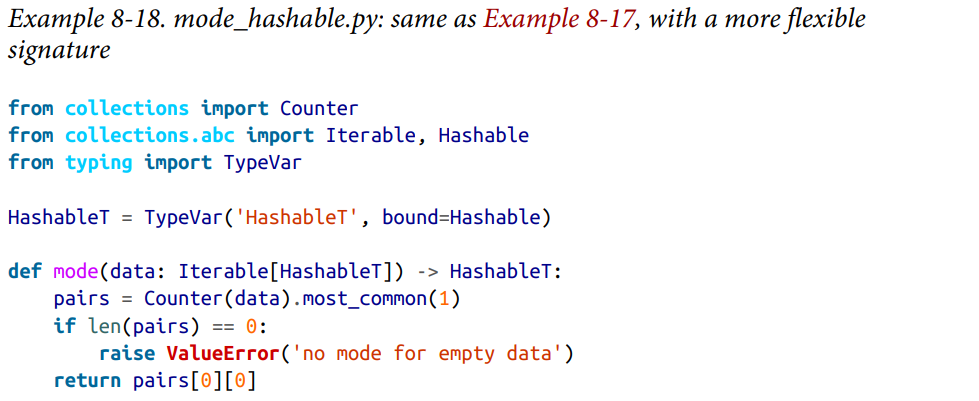 Example 8-18. mode_hashable.py: same as Example 8-17, with a more flexible
signature
from collections import Counter
from collections.abc import Iterable, Hashable
from typing import TypeVar
HashableT = TypeVar('HashableT', bound=Hashable)
def mode(data: Iterable[HashableT]) -> HashableT:
    pairs = Counter(data).most_common(1)
    if len(pairs) == 0:
        raise ValueError('no mode for empty data')
    return pairs[0][0]